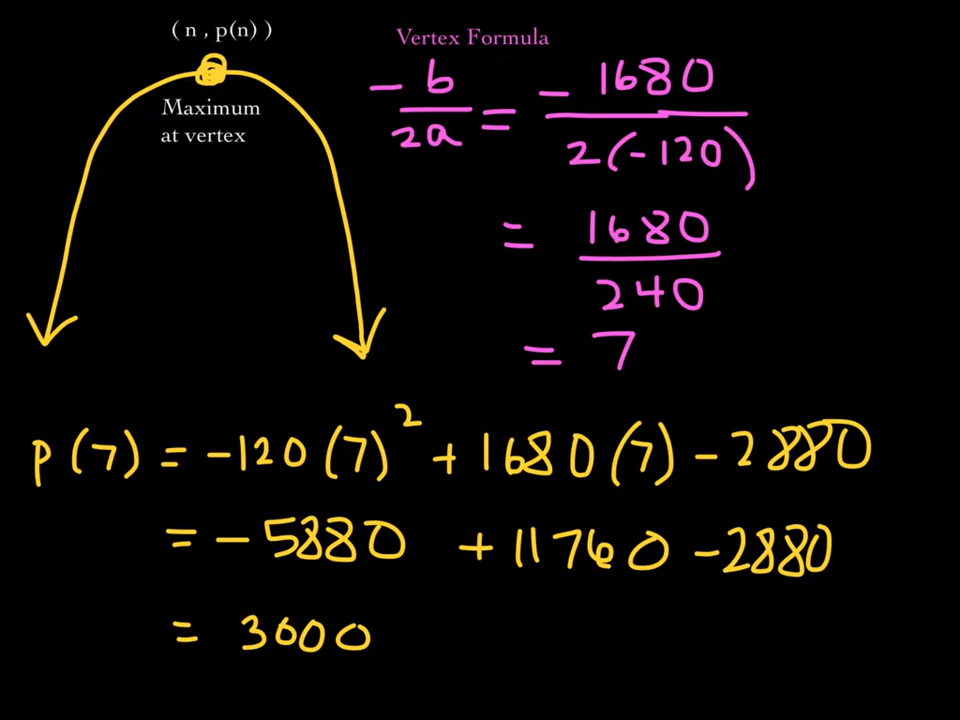 ( n , p(n) )
Maximum
at vertex
Vertex Formula
- b/2a = - 1680/2(-120)
= 1680/240
= 7
p(7) = -120(7)² + 1680(7) - 2880
= - 5880 + 11760 - 2880
= 3000